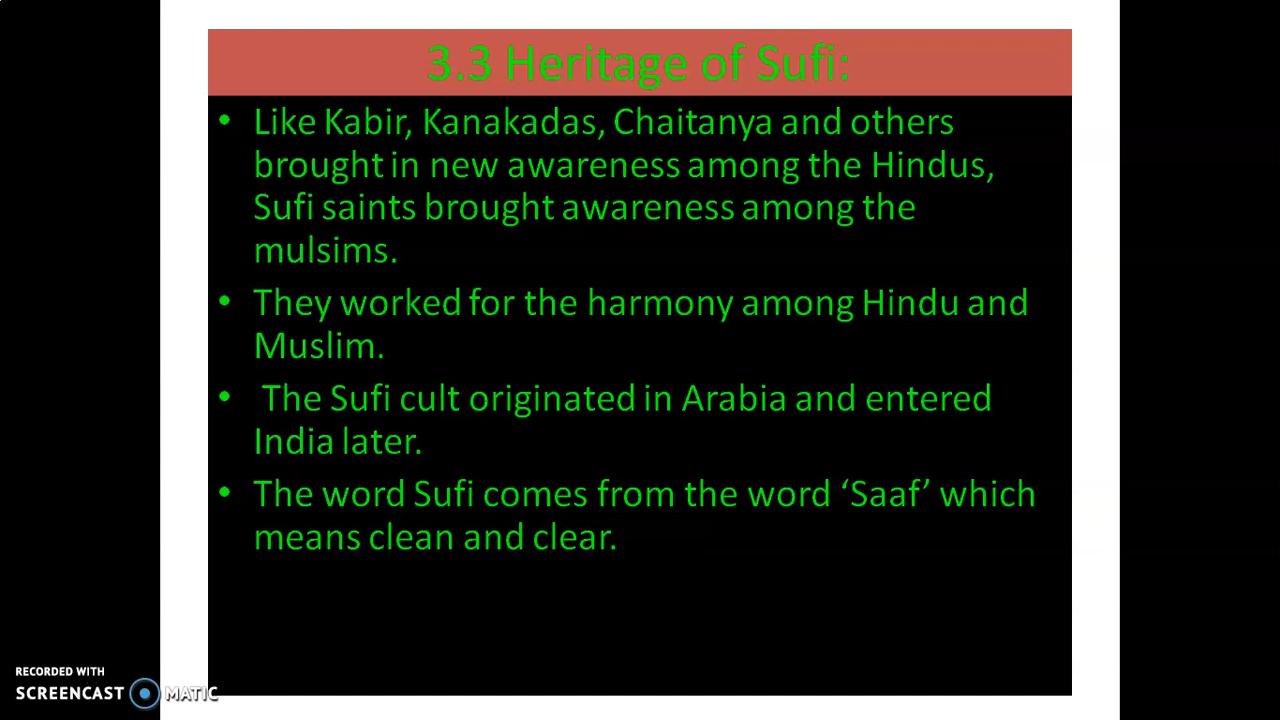 3.3 Heritage of Sufi:
• Like Kabir, Kanakadas, Chaitanya and others
brought in new awareness among the Hindus,
Sufi saints brought awareness among the
mulsims.
• They worked for the harmony among Hindu and
Muslim.
• The Sufi cult originated in Arabia and entered
India later.
• The word Sufi comes from the word ‘Saaf’ which
means clean and clear.
RECORDED WITH
SCREENCAST MATIC